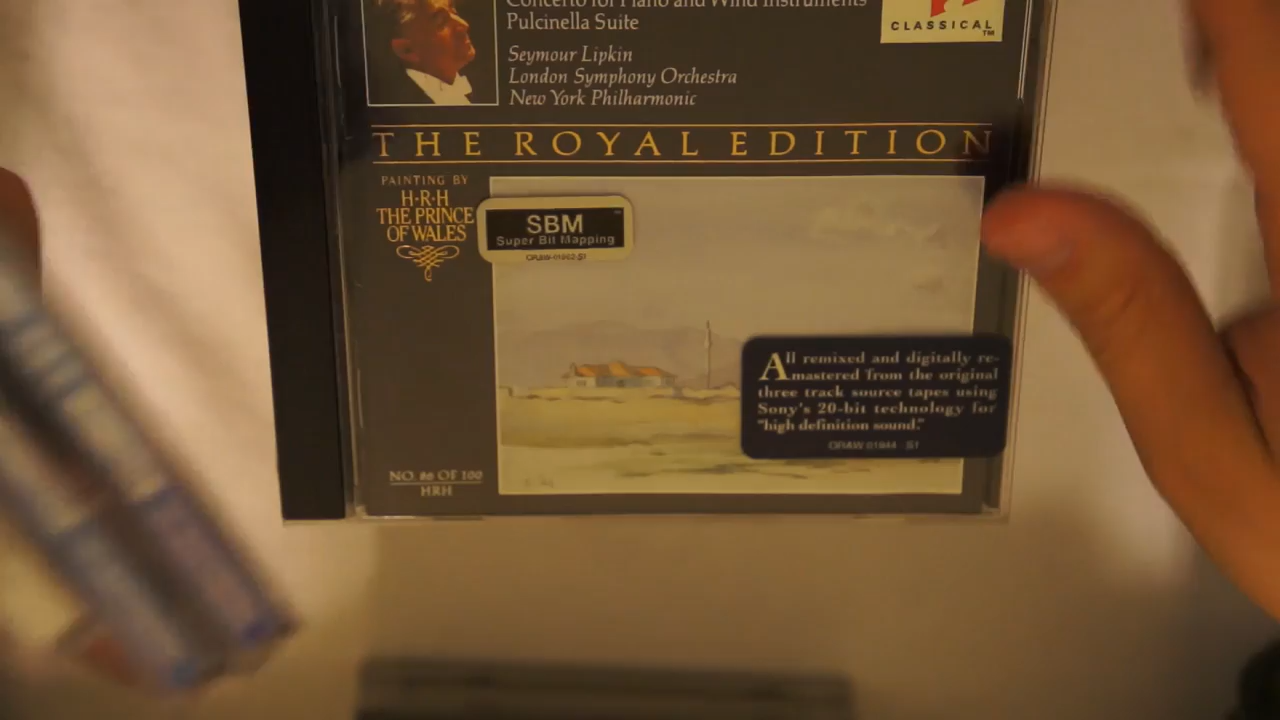 Concerto for Piano and Wind Instruments
Pulcinella Suite
CLASSICAL™
Seymour Lipkin
London Symphony Orchestra
New York Philharmonic
THE ROYAL EDITION
PAINTING BY
H·R·H
THE PRINCE
OF WALES
SBM™
Super Bit Mapping
All remixed and digitally re-
mastered from the original
three track source tapes using
Sony's 20-bit technology for
"high definition sound."
NO. 86 OF 100
HRH